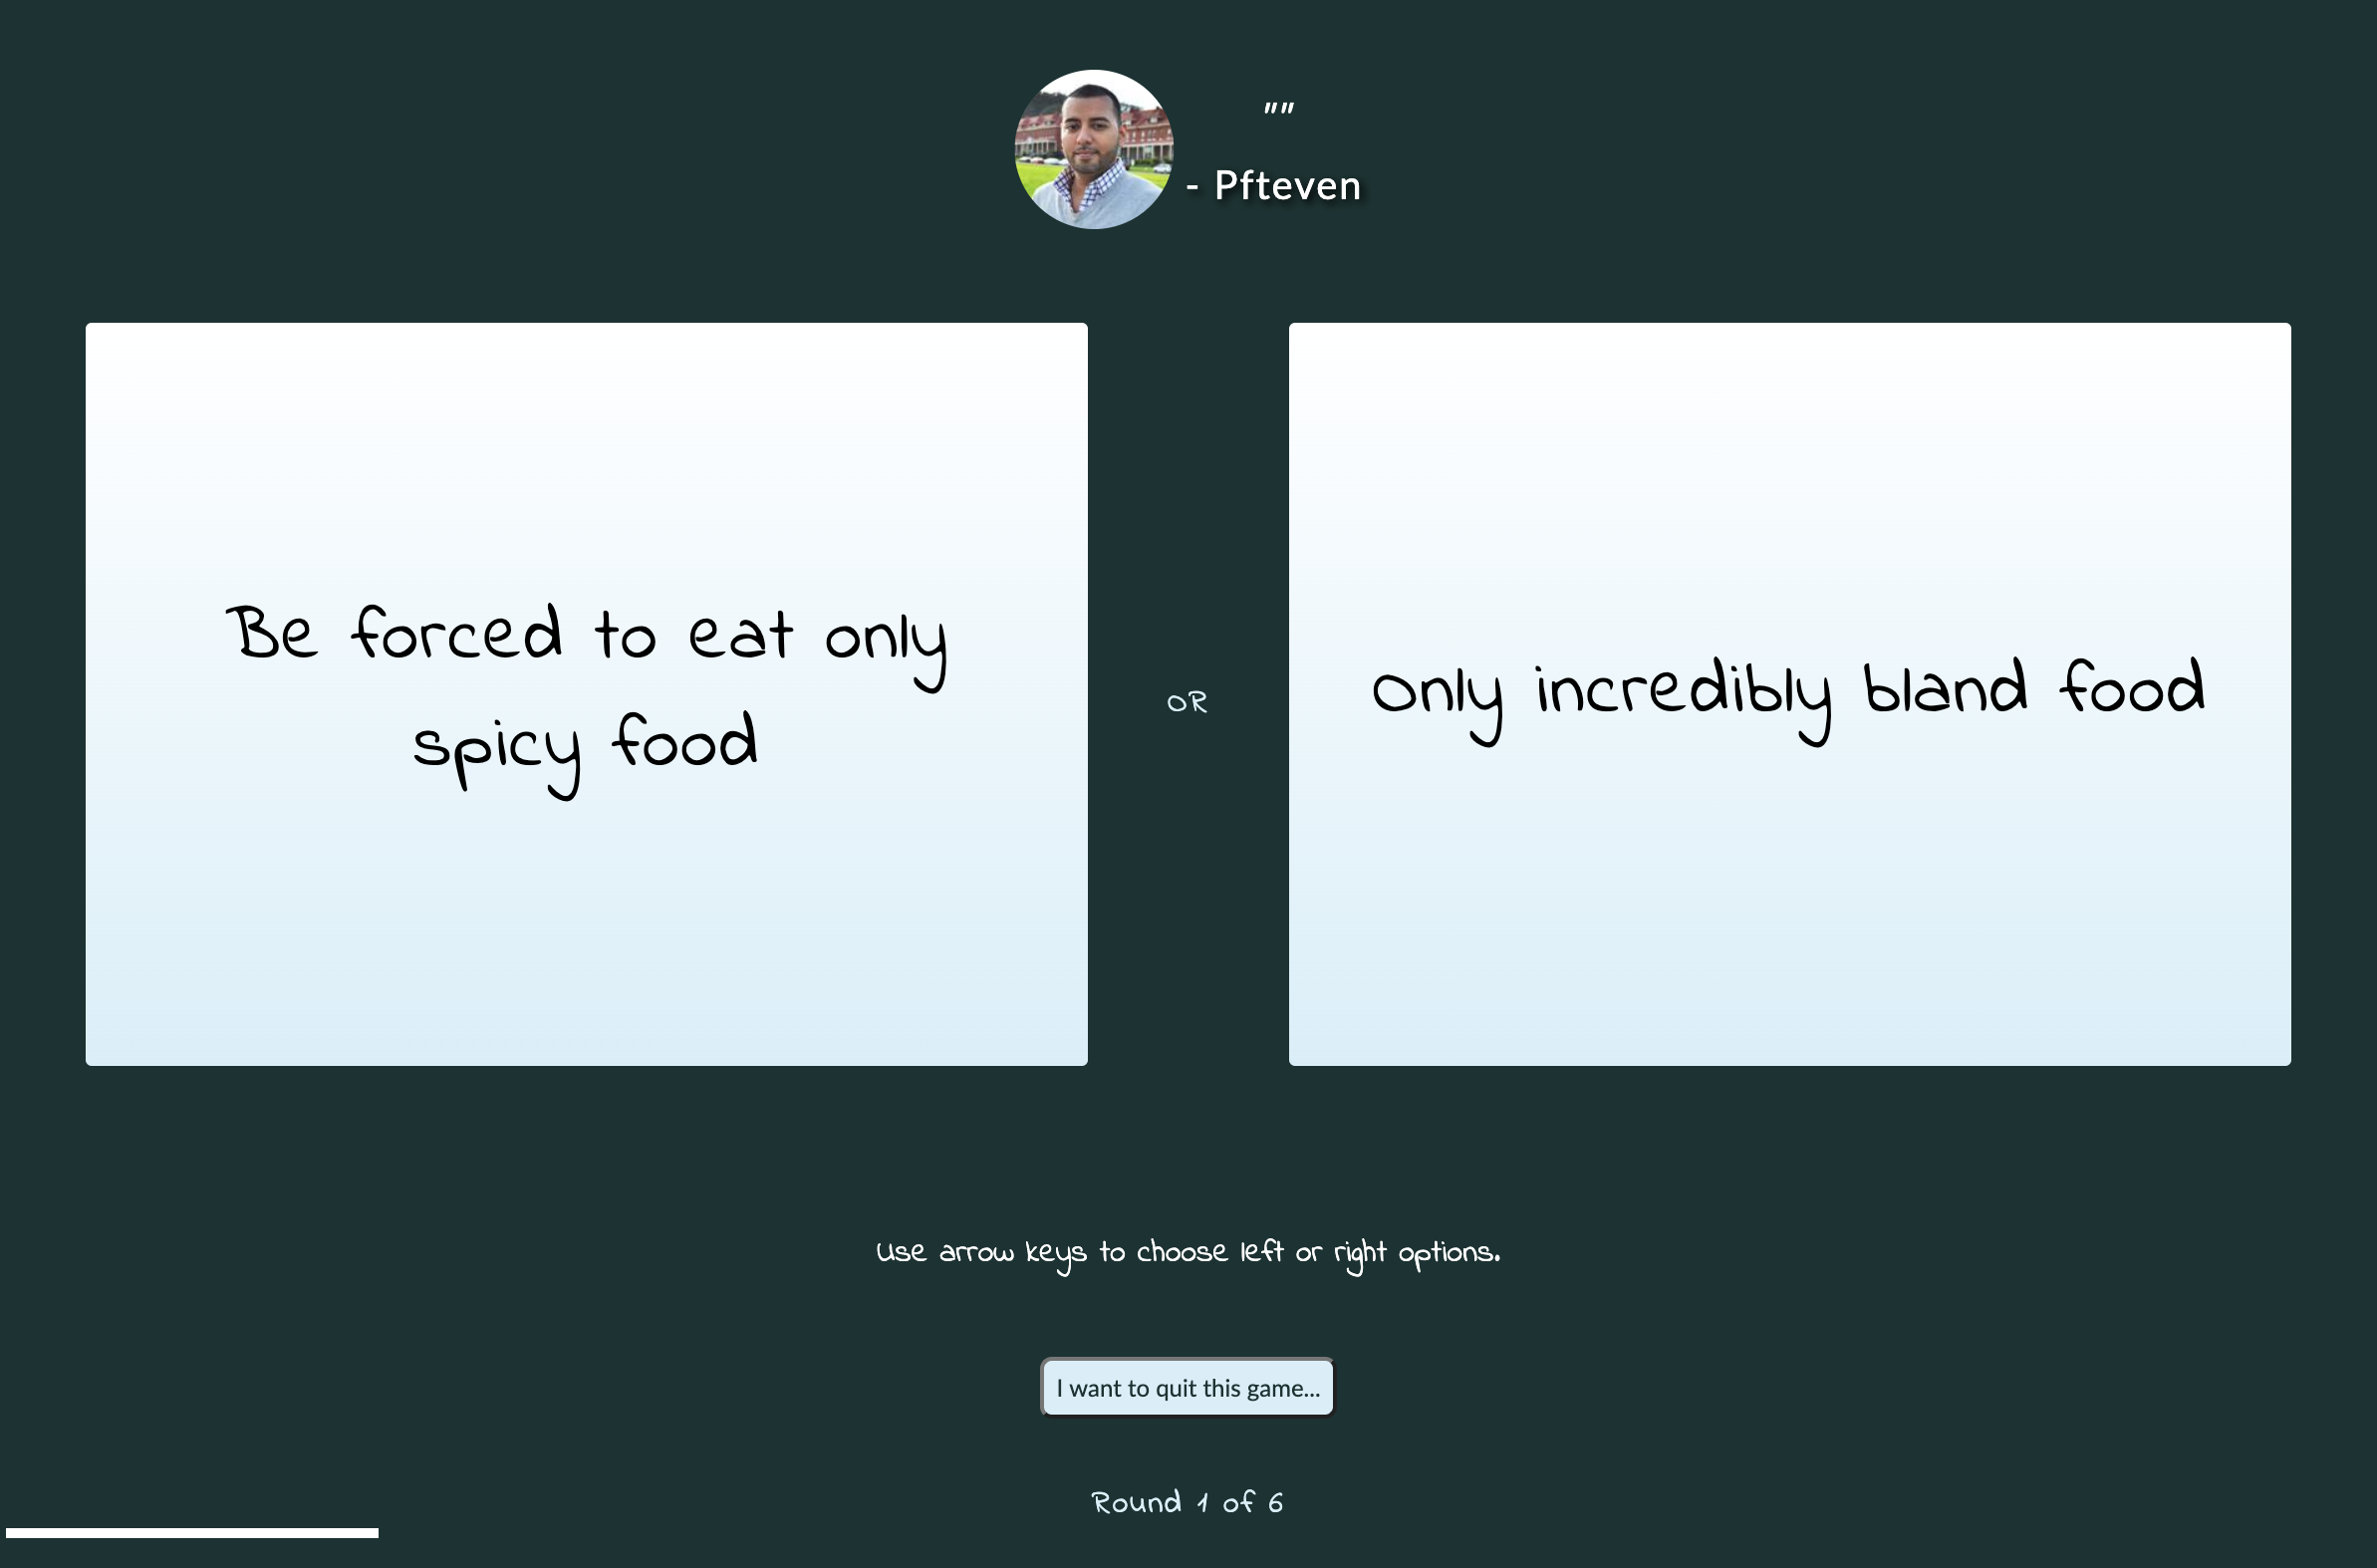 ""
- Pfteven
Be forced to eat only
spicy food
OR
Only incredibly bland food
Use arrow keys to choose left or right options.
I want to quit this game...
Round 1 of 6